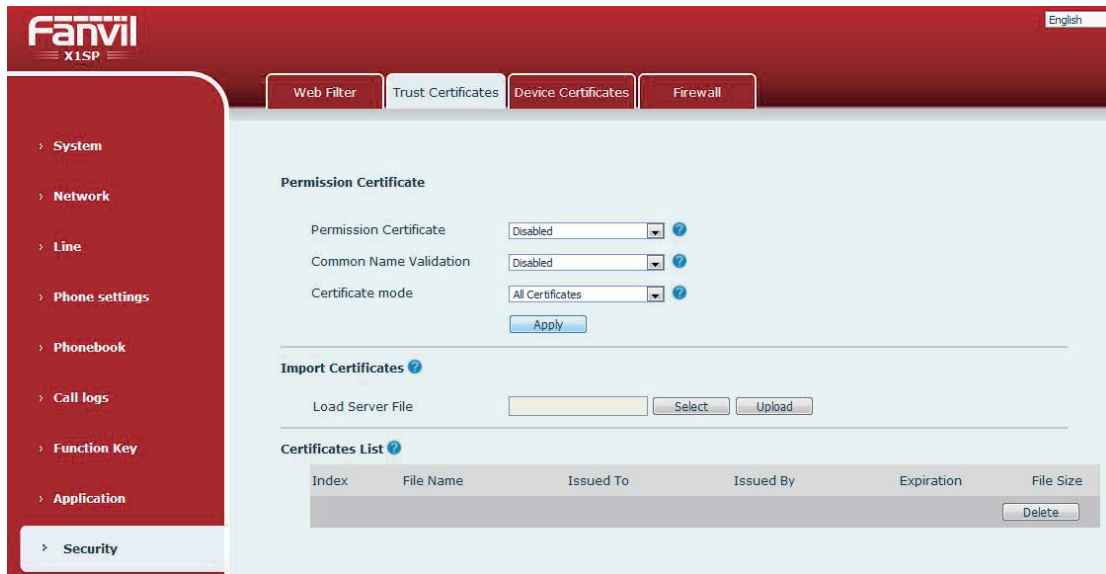 Fanvil
X1SP
English
Web Filter
Trust Certificates
Device Certificates
Firewall
› System
› Network
› Line
› Phone settings
› Phonebook
› Call logs
› Function Key
› Application
› Security
Permission Certificate
Permission Certificate Disabled ?
Common Name Validation Disabled ?
Certificate mode All Certificates ?
Apply
Import Certificates ?
Load Server File Select Upload
Certificates List ?
Index File Name Issued To Issued By Expiration File Size
Delete